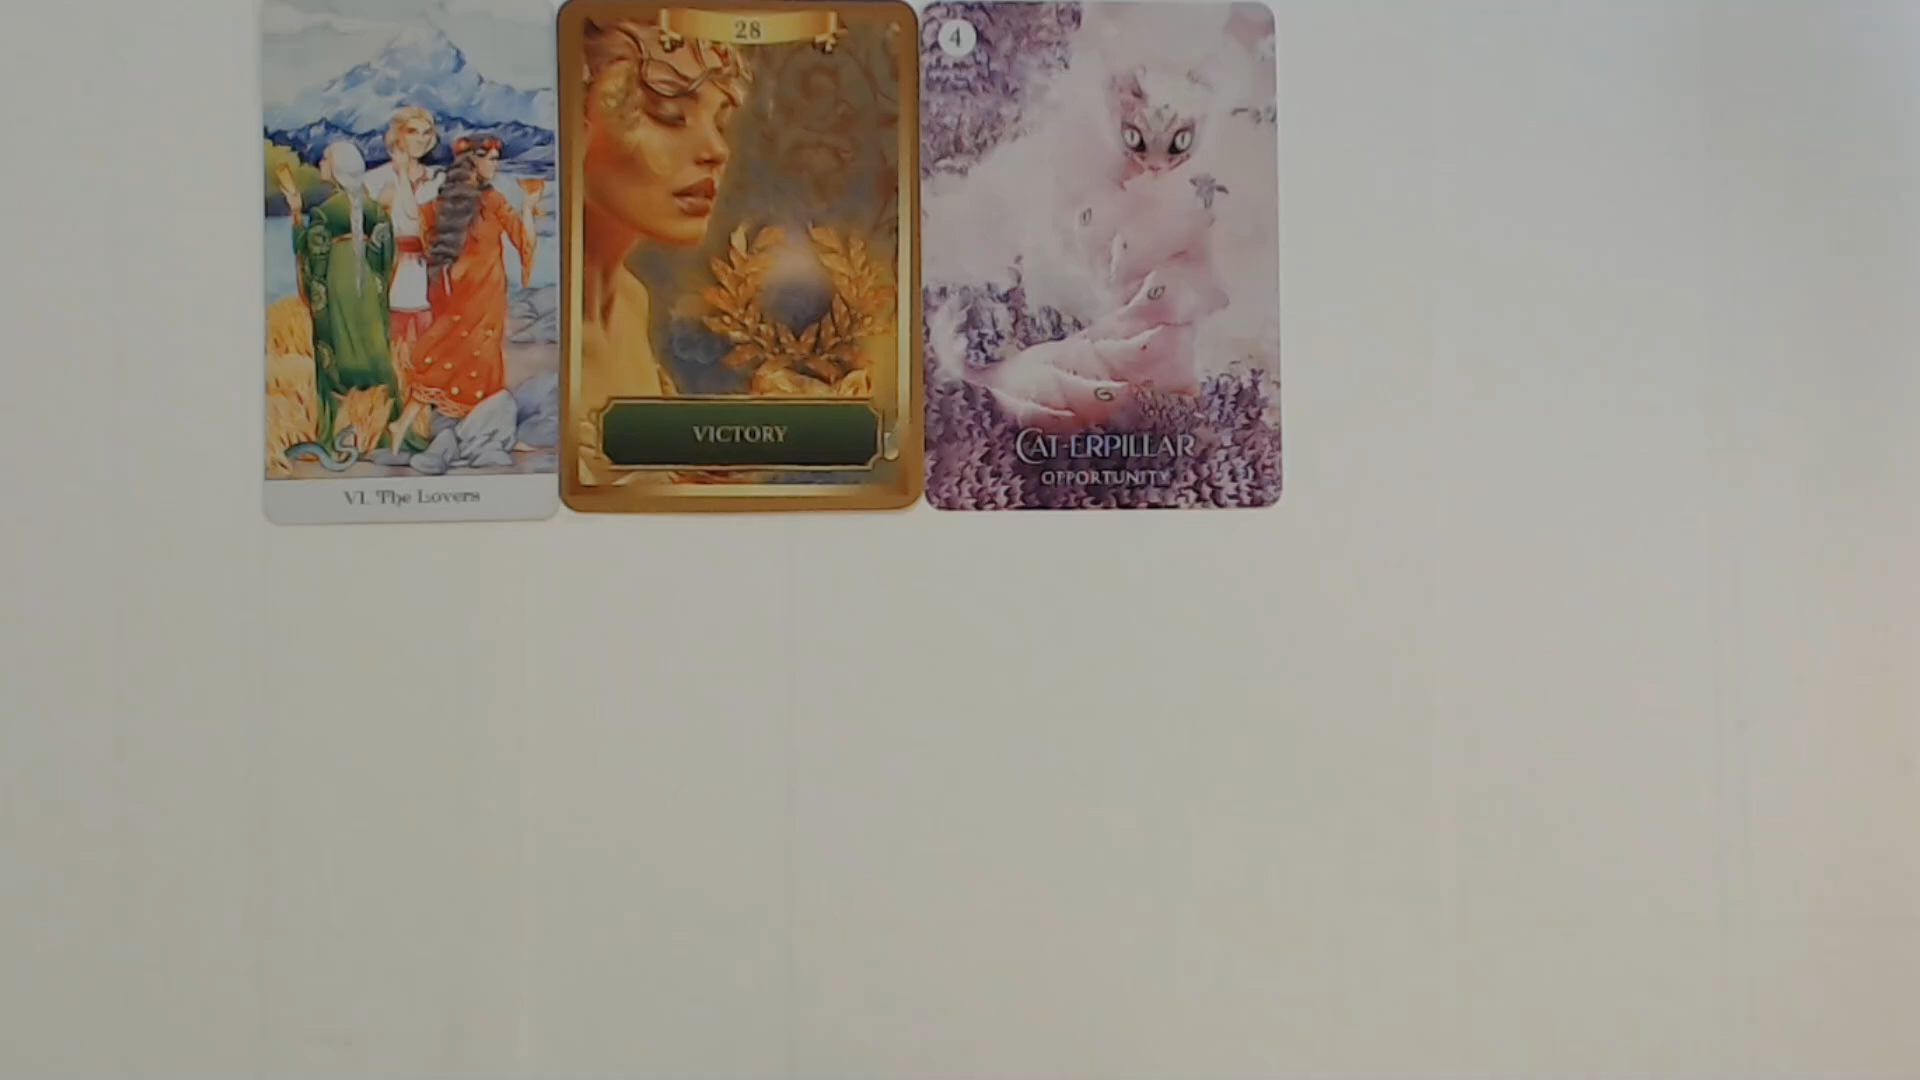 28
4
VICTORY
CAT-ERPILLAR
OPPORTUNITY
VI. The Lovers